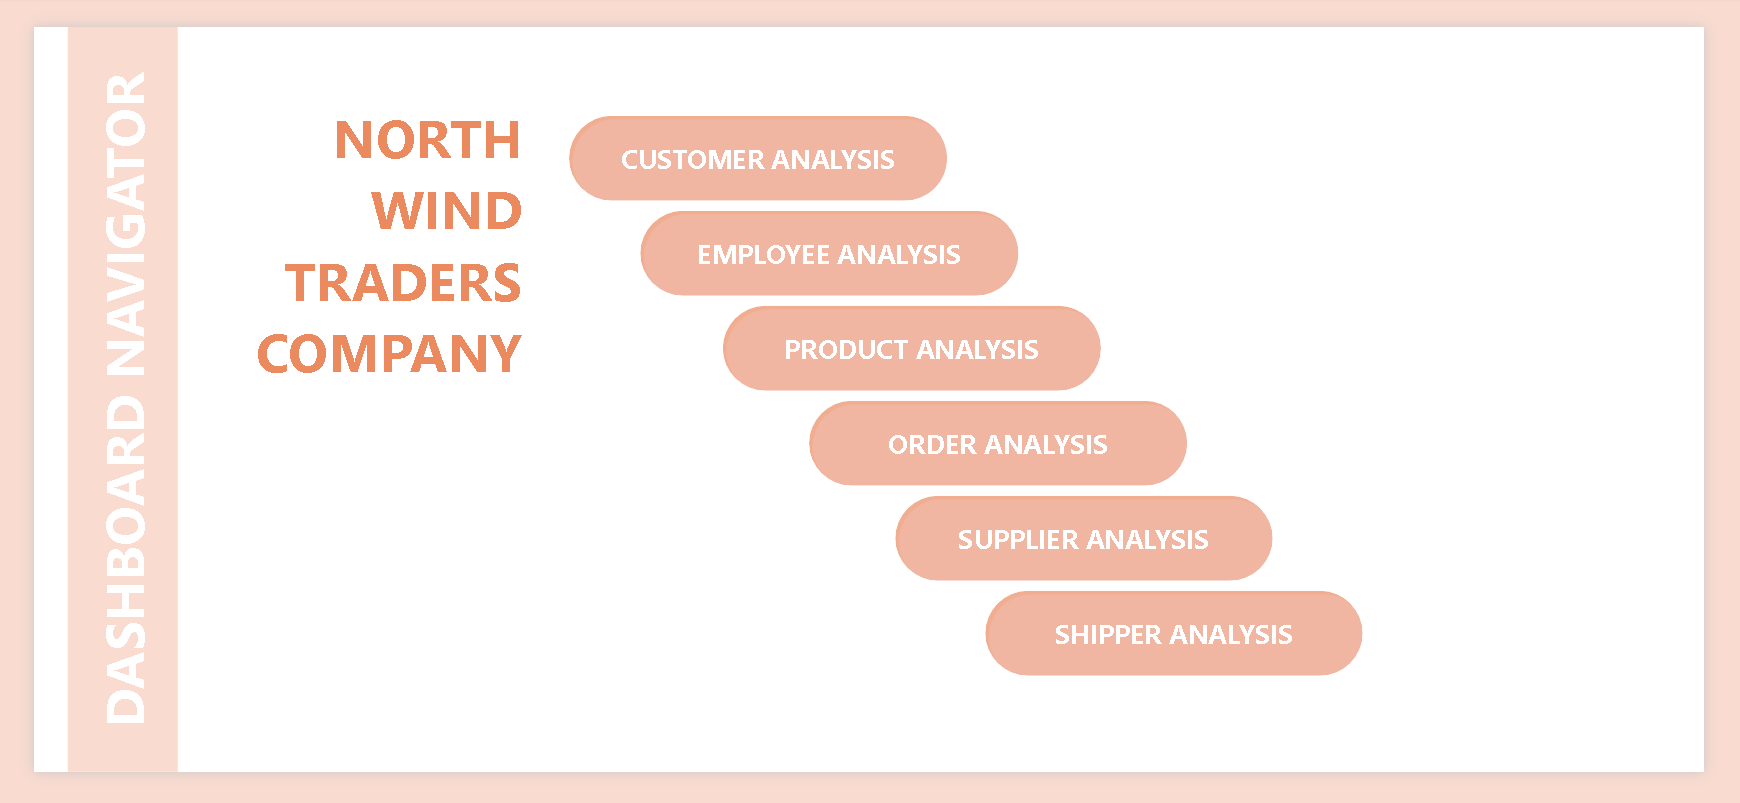 DASHBOARD NAVIGATOR
NORTH
WIND
TRADERS
COMPANY
CUSTOMER ANALYSIS
EMPLOYEE ANALYSIS
PRODUCT ANALYSIS
ORDER ANALYSIS
SUPPLIER ANALYSIS
SHIPPER ANALYSIS